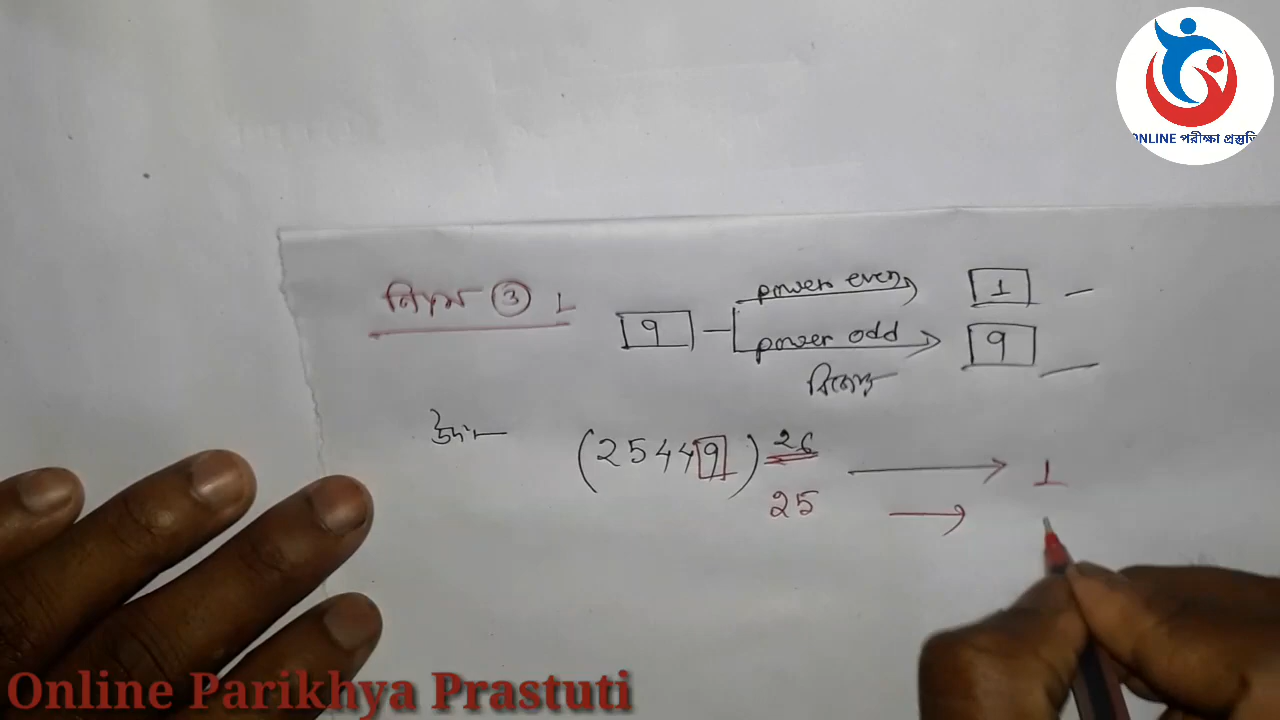 ONLINE পরীক্ষা প্রস্তুতি
নিয়ম ③ 1
9
power even 1
power odd 9
বিজোড়
উদাঃ
(25449)^26 → 1
25 →
Online Parikhya Prastuti